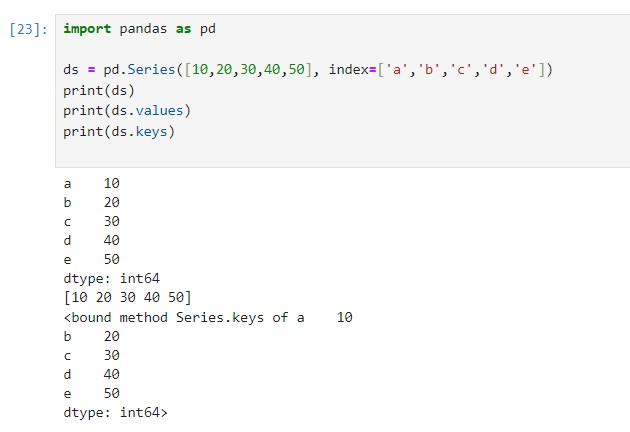 [23]: import pandas as pd
ds = pd.Series([10,20,30,40,50], index=['a','b','c','d','e'])
print(ds)
print(ds.values)
print(ds.keys)
a    10
b    20
c    30
d    40
e    50
dtype: int64
[10 20 30 40 50]
<bound method Series.keys of a    10
b    20
c    30
d    40
e    50
dtype: int64>